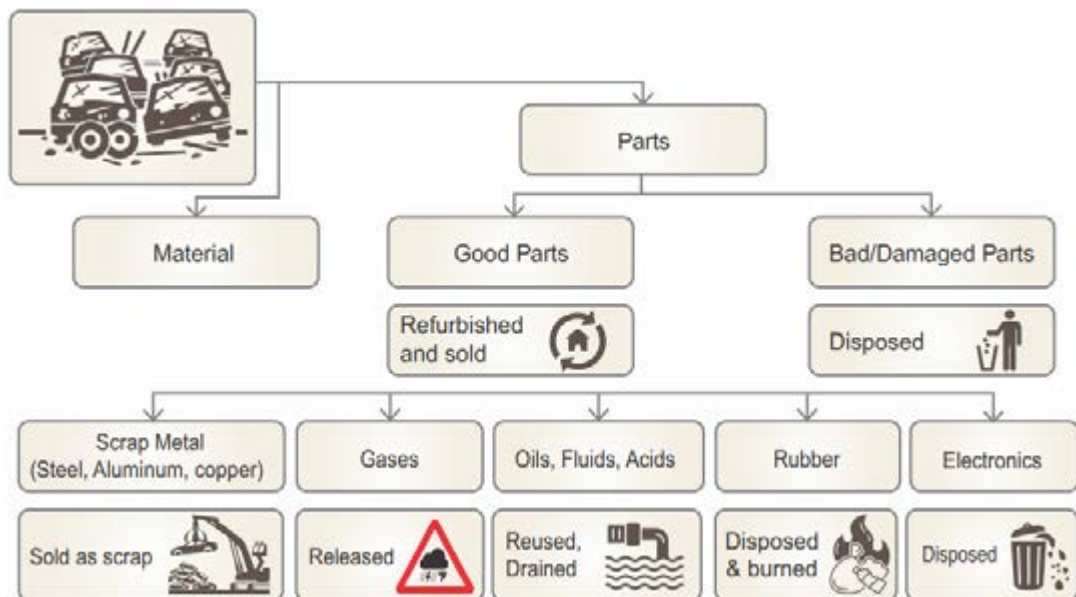 Parts
Material
Good Parts
Bad/Damaged Parts
Refurbished
and sold
Disposed
Scrap Metal
(Steel, Aluminum, copper)
Gases
Oils, Fluids, Acids
Rubber
Electronics
Sold as scrap
Released
Reused,
Drained
Disposed
& burned
Disposed